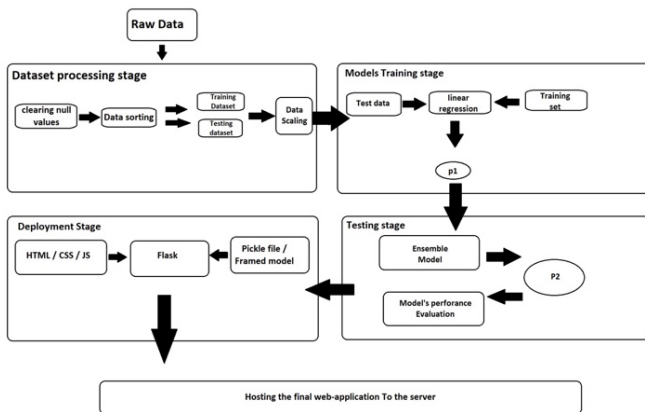 Raw Data
Dataset processing stage
clearing null
values
Data sorting
Training
Dataset
Testing
dataset
Data
Scaling
Models Training stage
Test data
linear
regression
Training
set
p1
Deployment Stage
HTML / CSS / JS
Flask
Pickle file /
Framed model
Testing stage
Ensemble
Model
P2
Model's perforance
Evaluation
Hosting the final web-application To the server